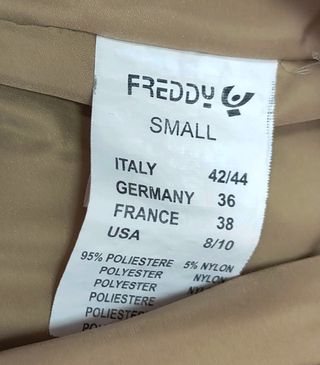 FREDDY
SMALL
ITALY 42/44
GERMANY 36
FRANCE 38
USA 8/10
95% POLIESTERE 5% NYLON
POLYESTER NYLON
POLYESTER
POLIESTERE